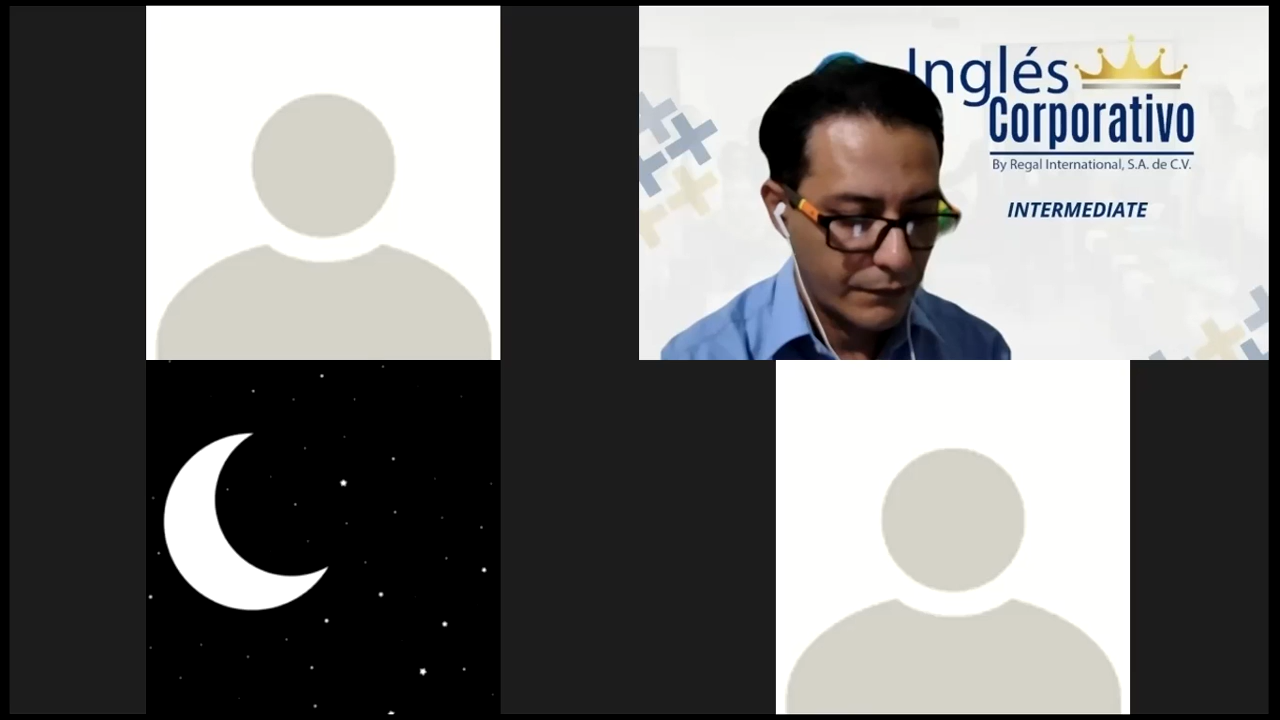 Inglés
Corporativo
By Regal International, S.A. de C.V.
INTERMEDIATE